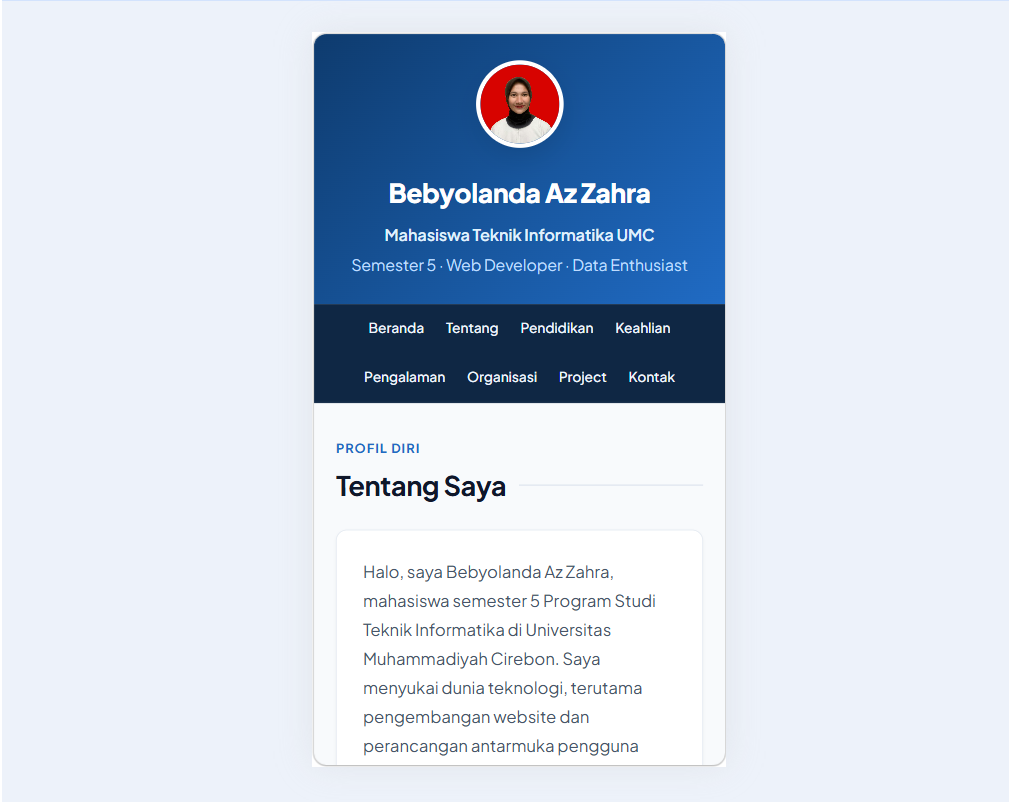 Bebyolanda Az Zahra
Mahasiswa Teknik Informatika UMC
Semester 5 · Web Developer · Data Enthusiast
Beranda Tentang Pendidikan Keahlian
Pengalaman Organisasi Project Kontak
PROFIL DIRI
Tentang Saya
Halo, saya Bebyolanda Az Zahra,
mahasiswa semester 5 Program Studi
Teknik Informatika di Universitas
Muhammadiyah Cirebon. Saya
menyukai dunia teknologi, terutama
pengembangan website dan
perancangan antarmuka pengguna